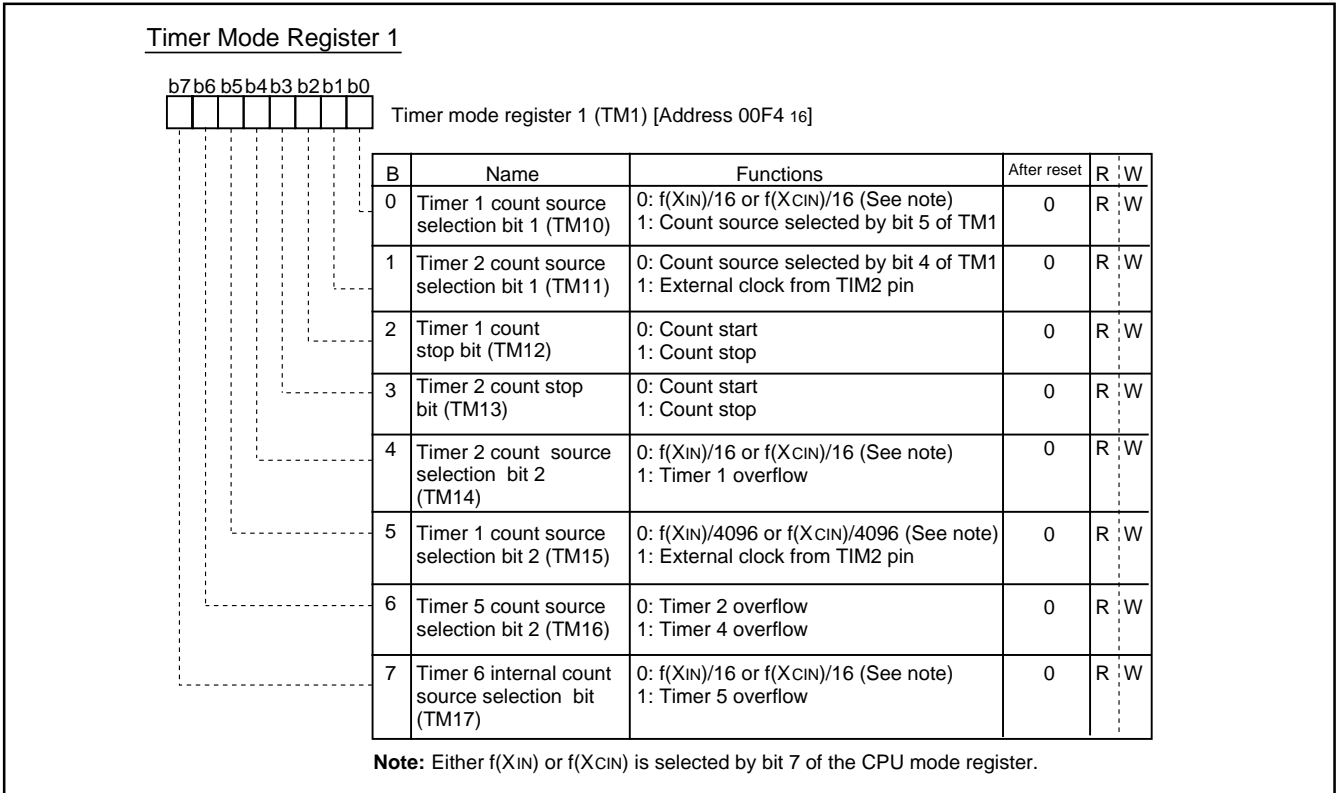 Timer Mode Register 1
b7 b6 b5 b4 b3 b2 b1 b0
Timer mode register 1 (TM1) [Address 00F4 16]
B Name Functions After reset R W
0 Timer 1 count source selection bit 1 (TM10) 0: f(XIN)/16 or f(XCIN)/16 (See note) 0 R W
1: Count source selected by bit 5 of TM1
1 Timer 2 count source selection bit 1 (TM11) 0: Count source selected by bit 4 of TM1 0 R W
1: External clock from TIM2 pin
2 Timer 1 count stop bit (TM12) 0: Count start 0 R W
1: Count stop
3 Timer 2 count stop bit (TM13) 0: Count start 0 R W
1: Count stop
4 Timer 2 count source selection bit 2 (TM14) 0: f(XIN)/16 or f(XCIN)/16 (See note) 0 R W
1: Timer 1 overflow
5 Timer 1 count source selection bit 2 (TM15) 0: f(XIN)/4096 or f(XCIN)/4096 (See note) 0 R W
1: External clock from TIM2 pin
6 Timer 5 count source selection bit 2 (TM16) 0: Timer 2 overflow 0 R W
1: Timer 4 overflow
7 Timer 6 internal count source selection bit (TM17) 0: f(XIN)/16 or f(XCIN)/16 (See note) 0 R W
1: Timer 5 overflow
Note: Either f(XIN) or f(XCIN) is selected by bit 7 of the CPU mode register.